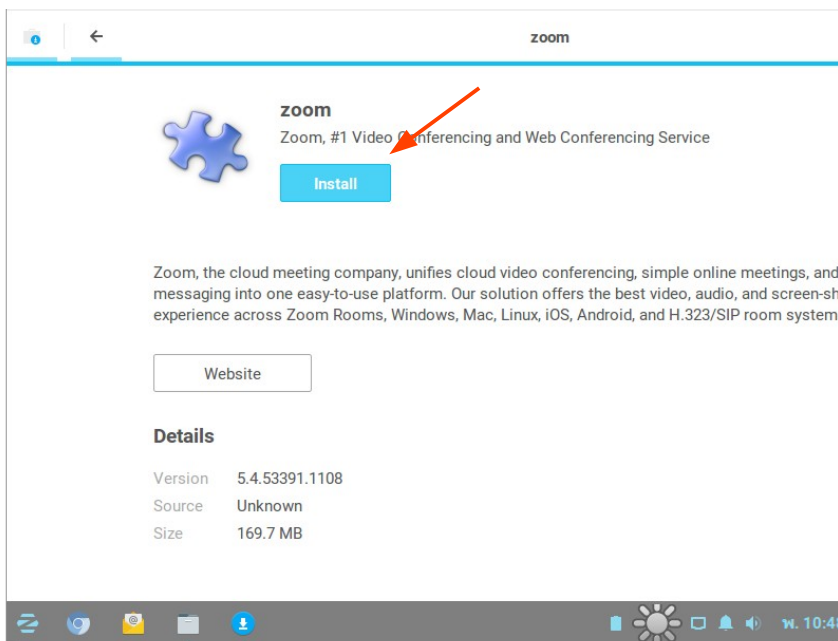 zoom
zoom
Zoom, #1 Video Conferencing and Web Conferencing Service
Install
Zoom, the cloud meeting company, unifies cloud video conferencing, simple online meetings, and
messaging into one easy-to-use platform. Our solution offers the best video, audio, and screen-sh
experience across Zoom Rooms, Windows, Mac, Linux, iOS, Android, and H.323/SIP room system
Website
Details
Version 5.4.53391.1108
Source Unknown
Size 169.7 MB
พ. 10:4